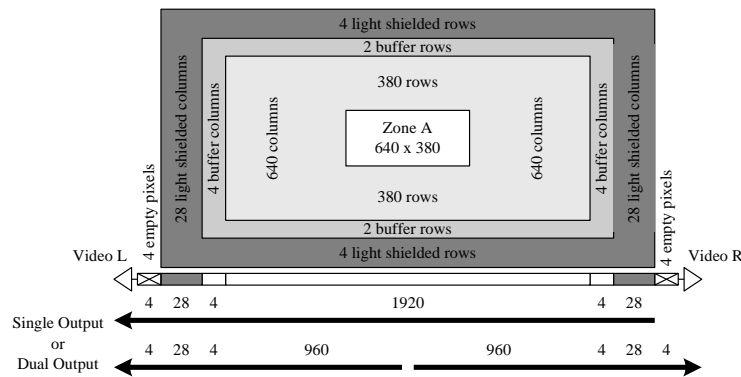 4 light shielded rows
2 buffer rows
380 rows
4 empty pixels
28 light shielded columns
4 buffer columns
640 columns
Zone A
640 x 380
640 columns
4 buffer columns
28 light shielded columns
4 empty pixels
380 rows
2 buffer rows
4 light shielded rows
Video L
Video R
4 28 4 1920 4 28
Single Output
or
Dual Output
4 28 4 960 960 4 28 4